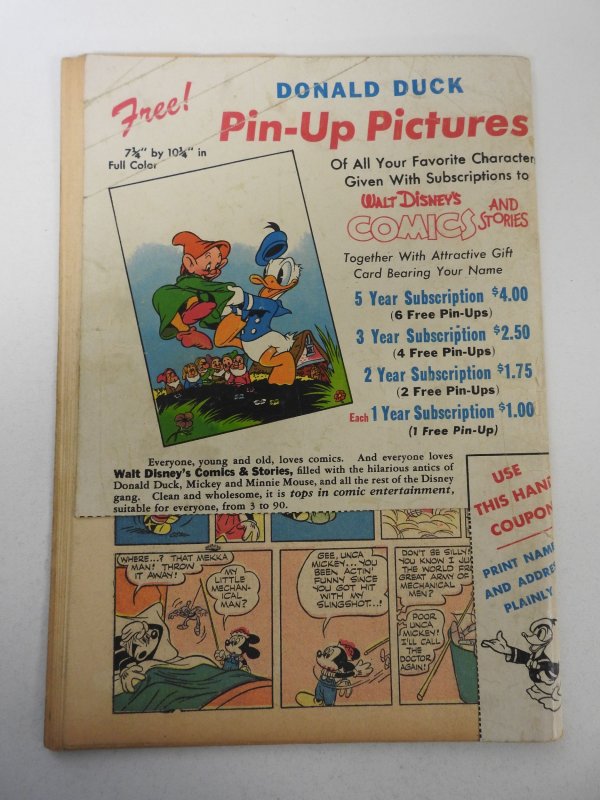 Free!
7¼" by 10¾" in
Full Color
DONALD DUCK
Pin-Up Pictures
Of All Your Favorite Character
Given With Subscriptions to
WALT DISNEY'S
COMICS AND STORIES
Together With Attractive Gift
Card Bearing Your Name
5 Year Subscription $4.00
(6 Free Pin-Ups)
3 Year Subscription $2.50
(4 Free Pin-Ups)
2 Year Subscription $1.75
(2 Free Pin-Ups)
Each 1 Year Subscription $1.00
(1 Free Pin-Up)
Everyone, young and old, loves comics. And everyone loves
Walt Disney's Comics & Stories, filled with the hilarious antics of
Donald Duck, Mickey and Minnie Mouse, and all the rest of the Disney
gang. Clean and wholesome, it is tops in comic entertainment,
suitable for everyone, from 3 to 90.
USE
THIS HAN
COUPON
PRINT NAM
AND ADDRE
PLAINLY
WHERE...? THAT MEKKA
MAN! THROW
IT AWAY!
MY
LITTLE
MECHAN-
ICAL
MAN?
GEE, UNCA
MICKEY... YOU
BEEN ACTIN'
FUNNY SINCE
YOU GOT HIT
WITH MY
SLINGSHOT...!
DON'T BE SILLY
YOU KNOW I JU
THE WORLD FR
GREAT ARMY OF
MECHANICAL
MEN?
POOR
UNCA
MICKEY!
I'LL CALL
THE
DOCTOR
AGAIN!